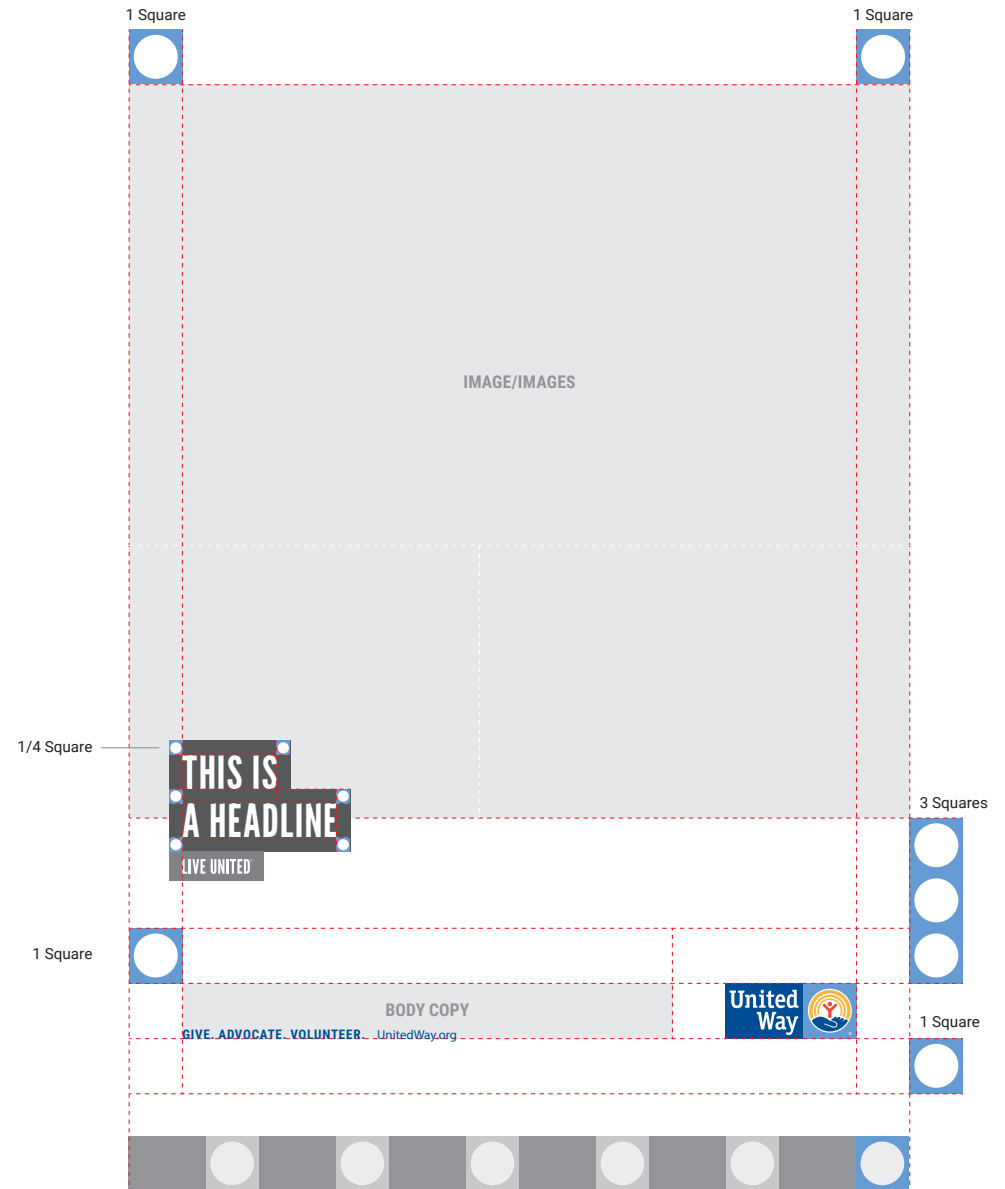 1 Square
1 Square
IMAGE/IMAGES
1/4 Square
THIS IS
A HEADLINE
LIVE UNITED
3 Squares
1 Square
United
Way
BODY COPY
GIVE. ADVOCATE. VOLUNTEER. UnitedWay.org
1 Square